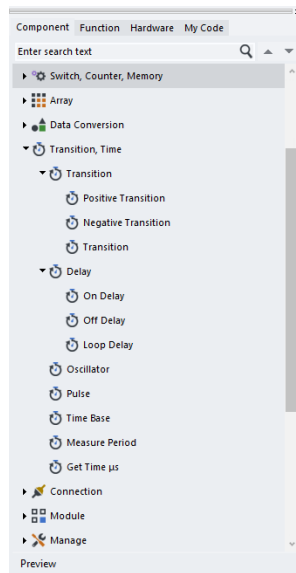 Component Function Hardware My Code
Enter search text
Switch, Counter, Memory
Array
Data Conversion
Transition, Time
Transition
Positive Transition
Negative Transition
Transition
Delay
On Delay
Off Delay
Loop Delay
Oscillator
Pulse
Time Base
Measure Period
Get Time µs
Connection
Module
Manage
Preview